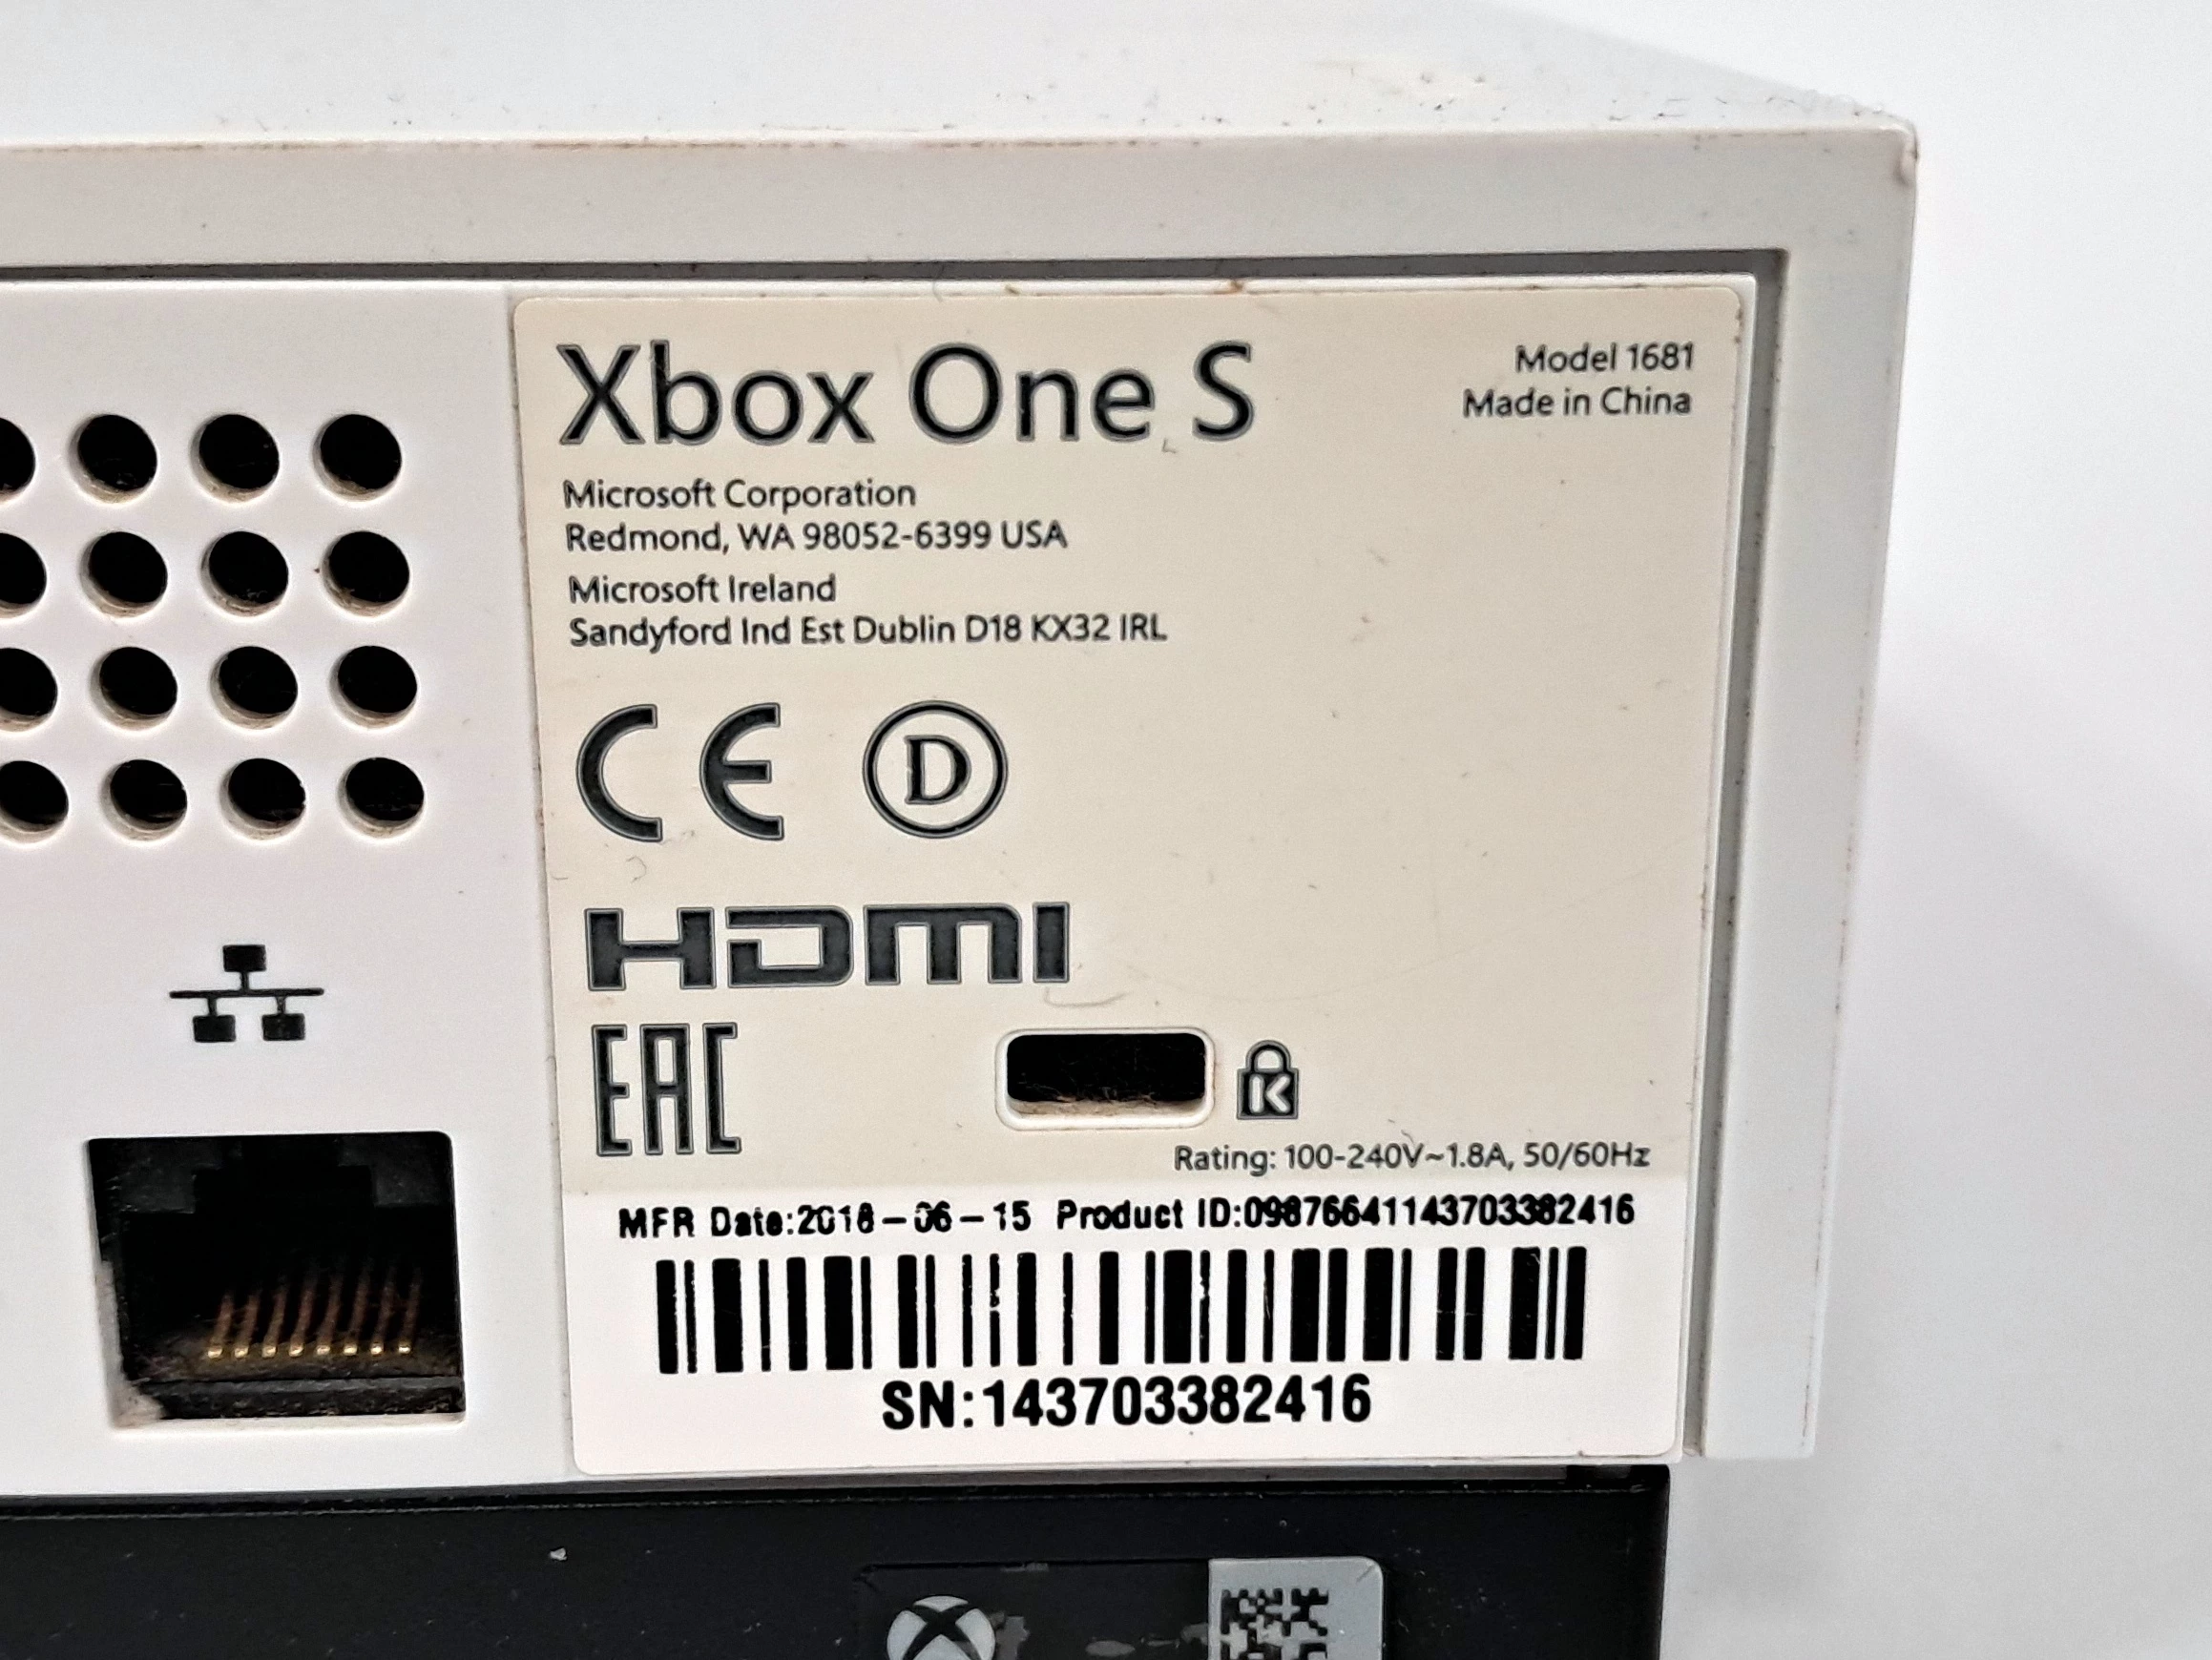 Xbox One S
Model 1681
Made in China
Microsoft Corporation
Redmond, WA 98052-6399 USA
Microsoft Ireland
Sandyford Ind Est Dublin D18 KX32 IRL
CE D
HDMI
EAC
K
Rating: 100-240V~1.8A, 50/60Hz
MFR Date:2018-06-15 Product ID:09876641143703382416
SN:143703382416